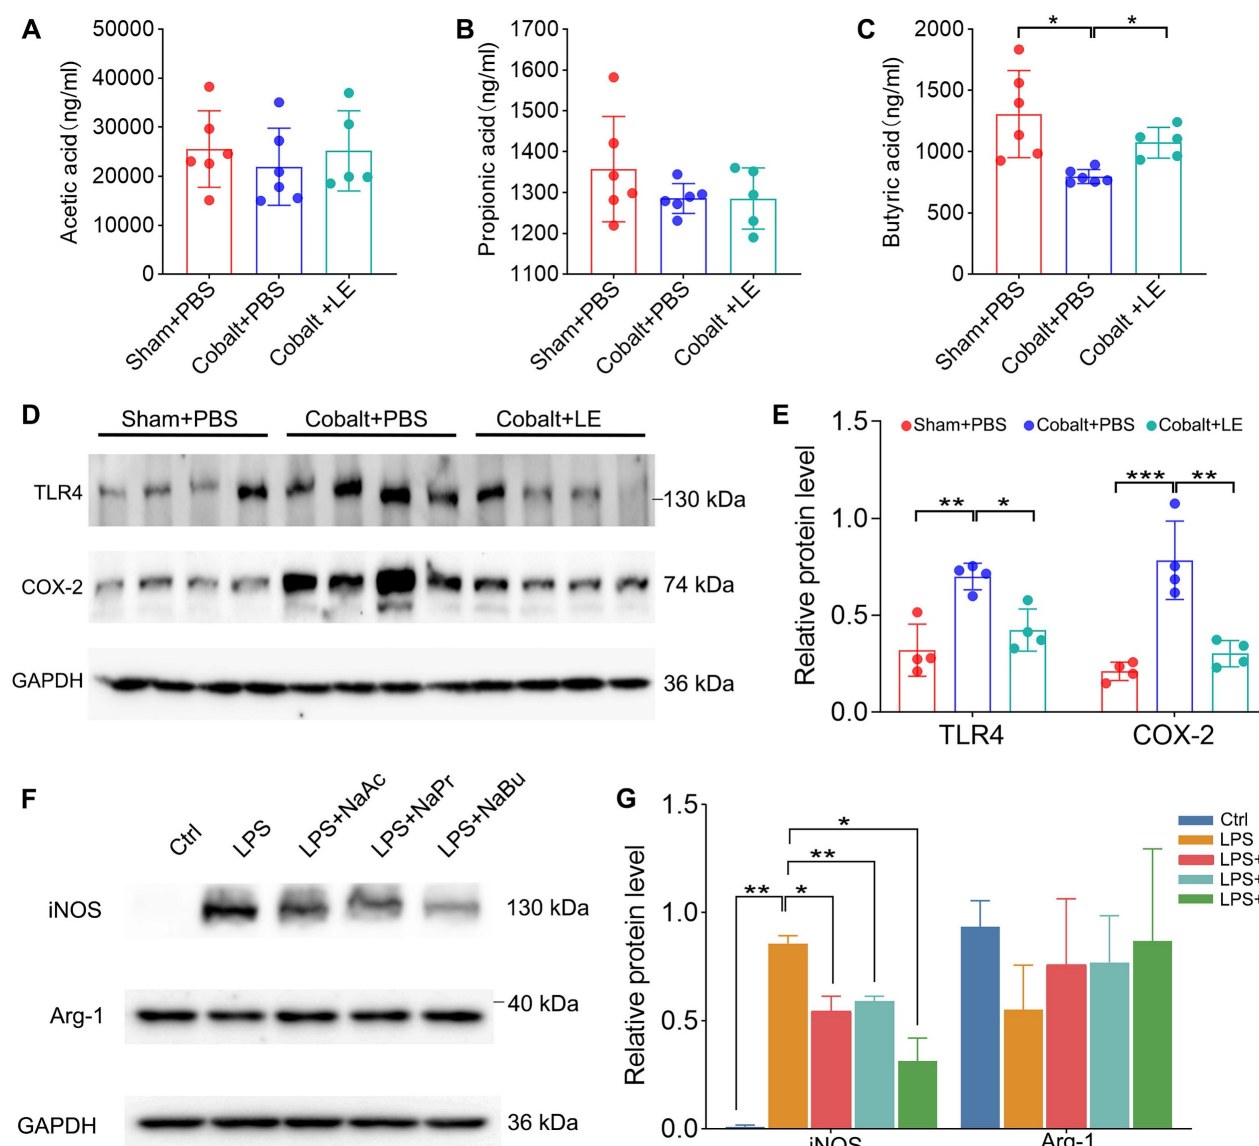 A
Acetic acid (ng/ml)
50000
40000
30000
20000
10000
0
Sham+PBS
Cobalt+PBS
Cobalt +LE
B
Propionic acid (ng/ml)
1700
1600
1500
1400
1300
1200
1100
Sham+PBS
Cobalt+PBS
Cobalt +LE
C
Butyric acid (ng/ml)
2000
1500
1000
500
0
* *
Sham+PBS
Cobalt+PBS
Cobalt +LE
D
Sham+PBS Cobalt+PBS Cobalt+LE
TLR4 130 kDa
COX-2 74 kDa
GAPDH 36 kDa
E
Relative protein level
1.5
1.0
0.5
0.0
Sham+PBS Cobalt+PBS Cobalt+LE
** * *** **
TLR4 COX-2
F
Ctrl LPS LPS+NaAc LPS+NaPr LPS+NaBu
iNOS 130 kDa
Arg-1 40 kDa
GAPDH 36 kDa
G
Relative protein level
1.5
1.0
0.5
0.0
*
**
** *
Ctrl
LPS
LPS+
LPS+
LPS+
iNOS Arg-1